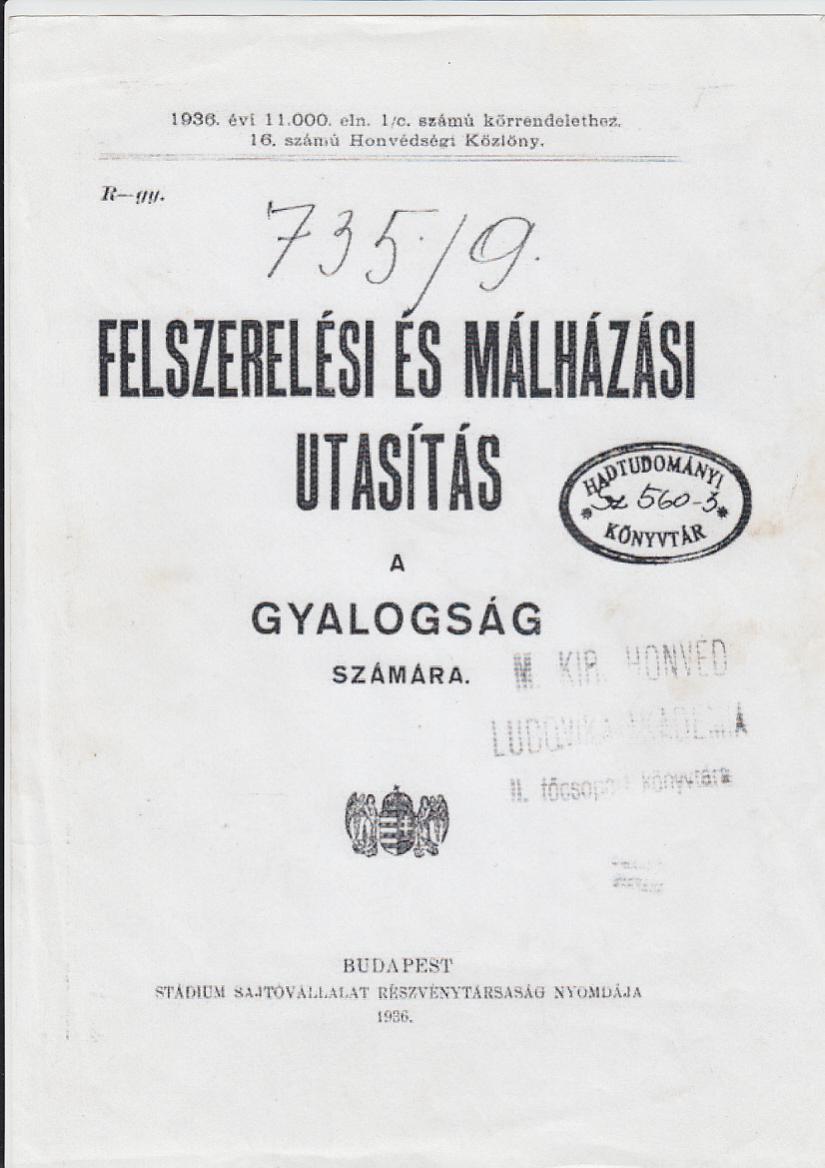 1936. évi 11.000. eln. 1/c. számú körrendelethez.
16. számú Honvédségi Közlöny.
R—gy.
735/9.
FELSZERELÉSI ÉS MÁLHÁZÁSI
UTASÍTÁS
HADTUDOMÁNYI
Sz 560-3
KÖNYVTÁR
A
GYALOGSÁG
SZÁMÁRA.
M. KIR. HONVÉD
LUDOVIKA AKADÉMIA
II. főcsoport könyvtára
BUDAPEST
STÁDIUM SAJTÓVÁLLALAT RÉSZVÉNYTÁRSASÁG NYOMDÁJA
1936.